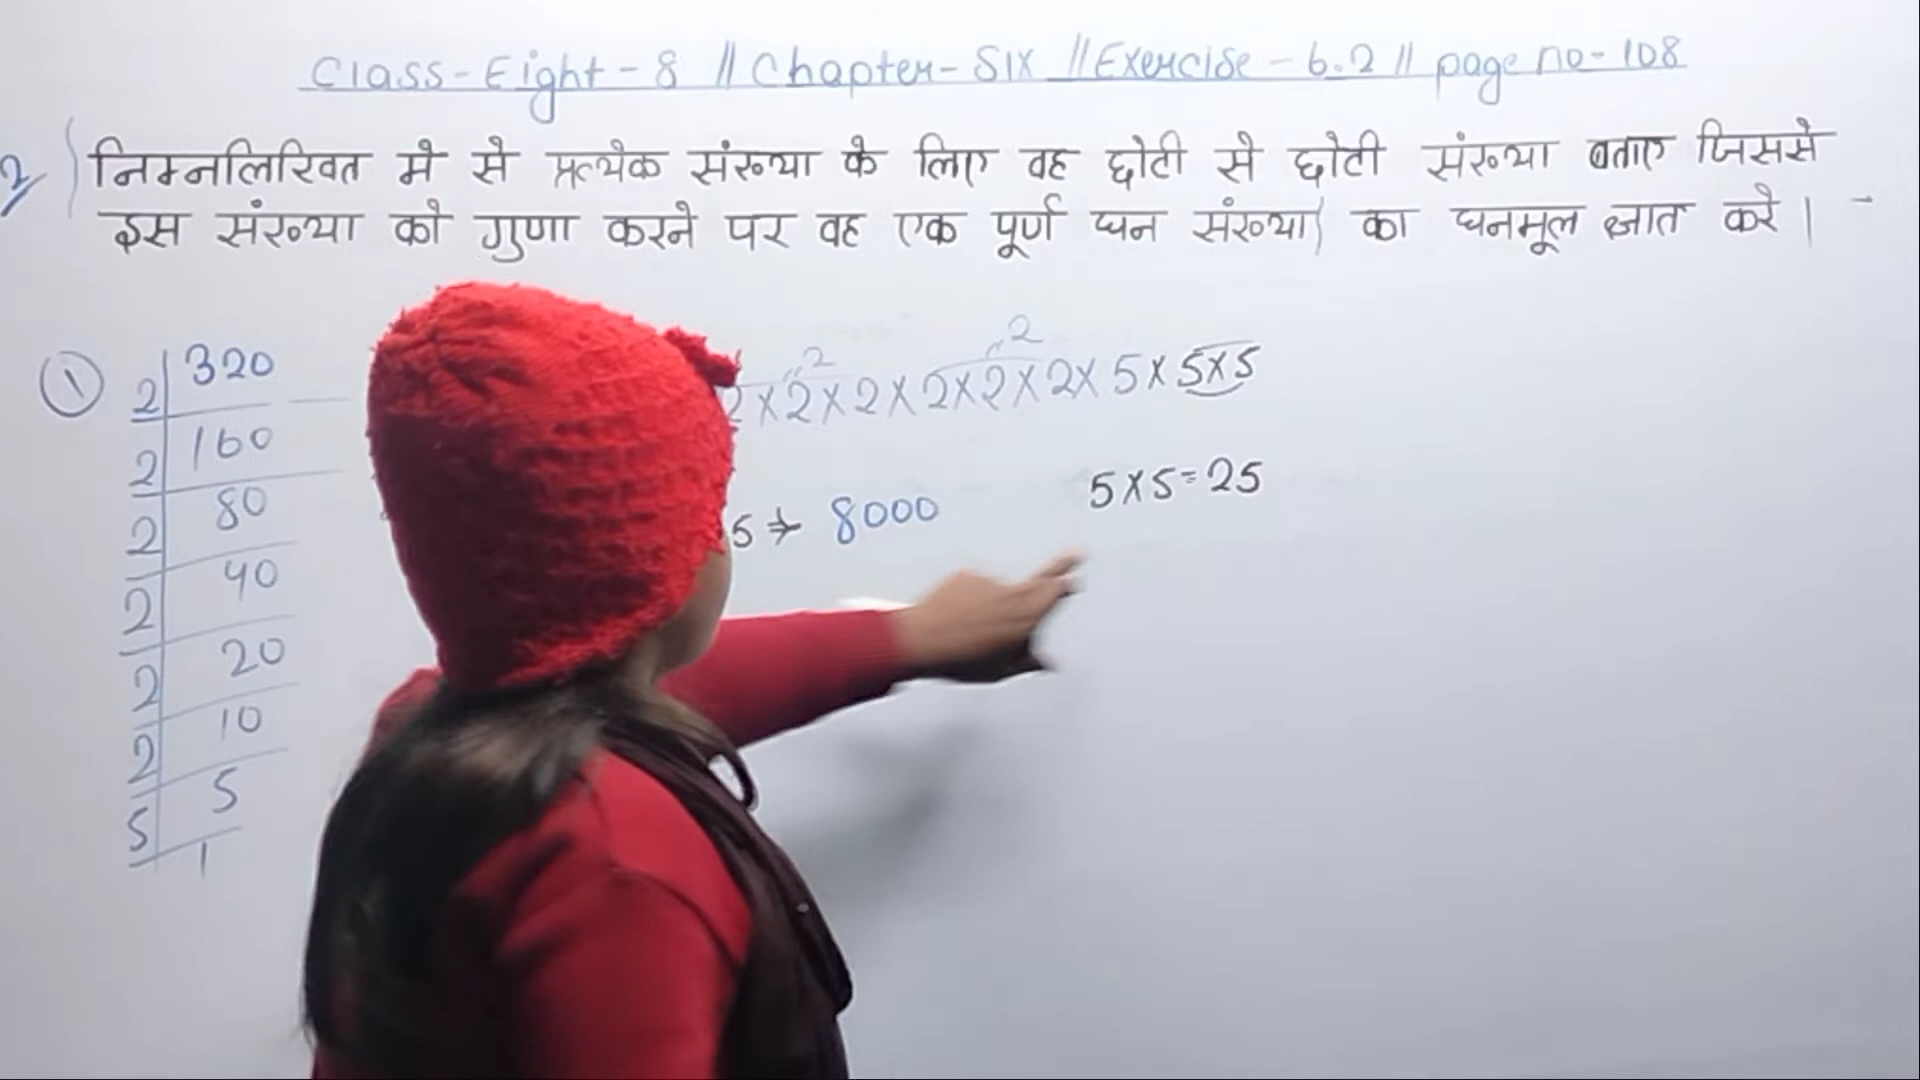 Class-Eight-8 || Chapter-Six || Exercise-6.2 || page no-108
2) निम्नलिखित मे से प्रत्येक संख्या के लिए वह छोटी से छोटी संख्या बताए जिससे
इस संख्या को गुणा करने पर वह एक पूर्ण घन संख्या) का घनमूल ज्ञात करे। -
① 2 320
2 160
2 80
2 40
2 20
2 10
5 5
1
2 2
2×2×2×2×2×2×5×5×5
5 → 8000
5×5=25